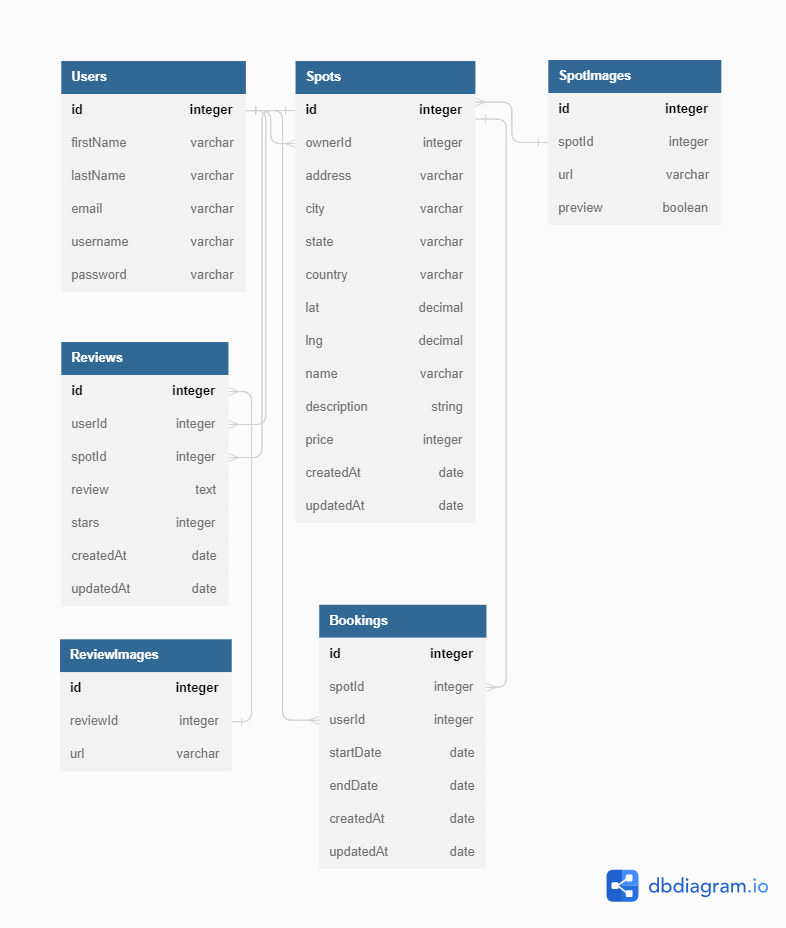 Users
id integer
firstName varchar
lastName varchar
email varchar
username varchar
password varchar
Spots
id integer
ownerId integer
address varchar
city varchar
state varchar
country varchar
lat decimal
lng decimal
name varchar
description string
price integer
createdAt date
updatedAt date
SpotImages
id integer
spotId integer
url varchar
preview boolean
Reviews
id integer
userId integer
spotId integer
review text
stars integer
createdAt date
updatedAt date
ReviewImages
id integer
reviewId integer
url varchar
Bookings
id integer
spotId integer
userId integer
startDate date
endDate date
createdAt date
updatedAt date
dbdiagram.io